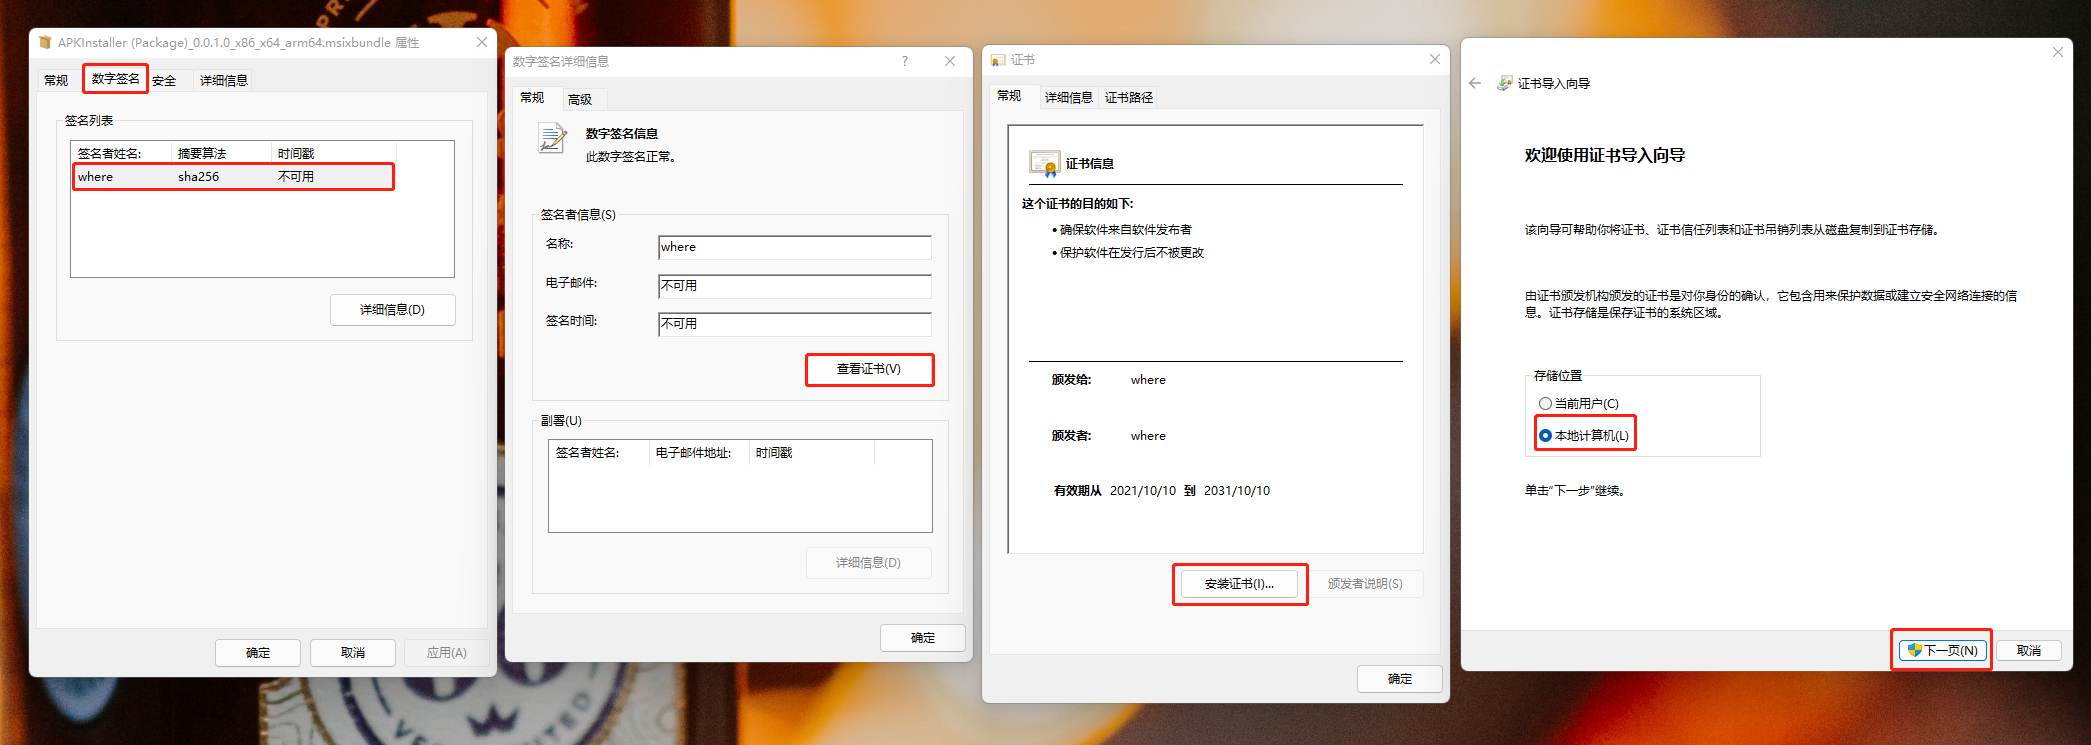 APKInstaller (Package)_0.0.1.0_x86_x64_arm64.msixbundle 属性
常规 数字签名 安全 详细信息
签名列表
签名者姓名: 摘要算法 时间戳
where sha256 不可用
详细信息(D)
确定 取消 应用(A)
数字签名详细信息 ?
常规 高级
数字签名信息
此数字签名正常。
签名者信息(S)
名称: where
电子邮件: 不可用
签名时间: 不可用
查看证书(V)
副署(U)
签名者姓名: 电子邮件地址: 时间戳
详细信息(D)
确定
证书
常规 详细信息 证书路径
证书信息
这个证书的目的如下:
• 确保软件来自软件发布者
• 保护软件在发行后不被更改
颁发给: where
颁发者: where
有效期从 2021/10/10 到 2031/10/10
安装证书(I)... 颁发者说明(S)
确定
证书导入向导
欢迎使用证书导入向导
该向导可帮助你将证书、证书信任列表和证书吊销列表从磁盘复制到证书存储。
由证书颁发机构颁发的证书是对你身份的确认，它包含用来保护数据或建立安全网络连接的信
息。证书存储是保存证书的系统区域。
存储位置
当前用户(C)
本地计算机(L)
单击“下一步”继续。
下一页(N) 取消